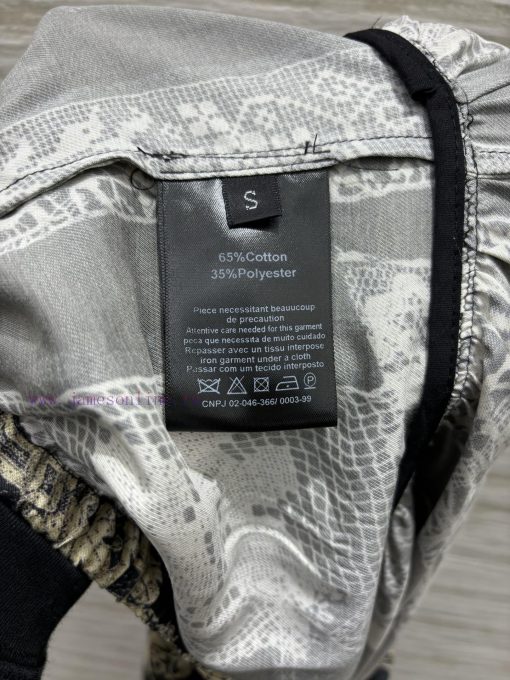 S
65%Cotton
35%Polyester
Piece necessitant beauucoup
de precaution
Attentive care needed for this garment
peca que necessita de muito cuidado
Repasser avec un tissu interpose
iron garment under a cloth
Passar com um tecido interposto
CNPJ 02-046-366/ 0003-99